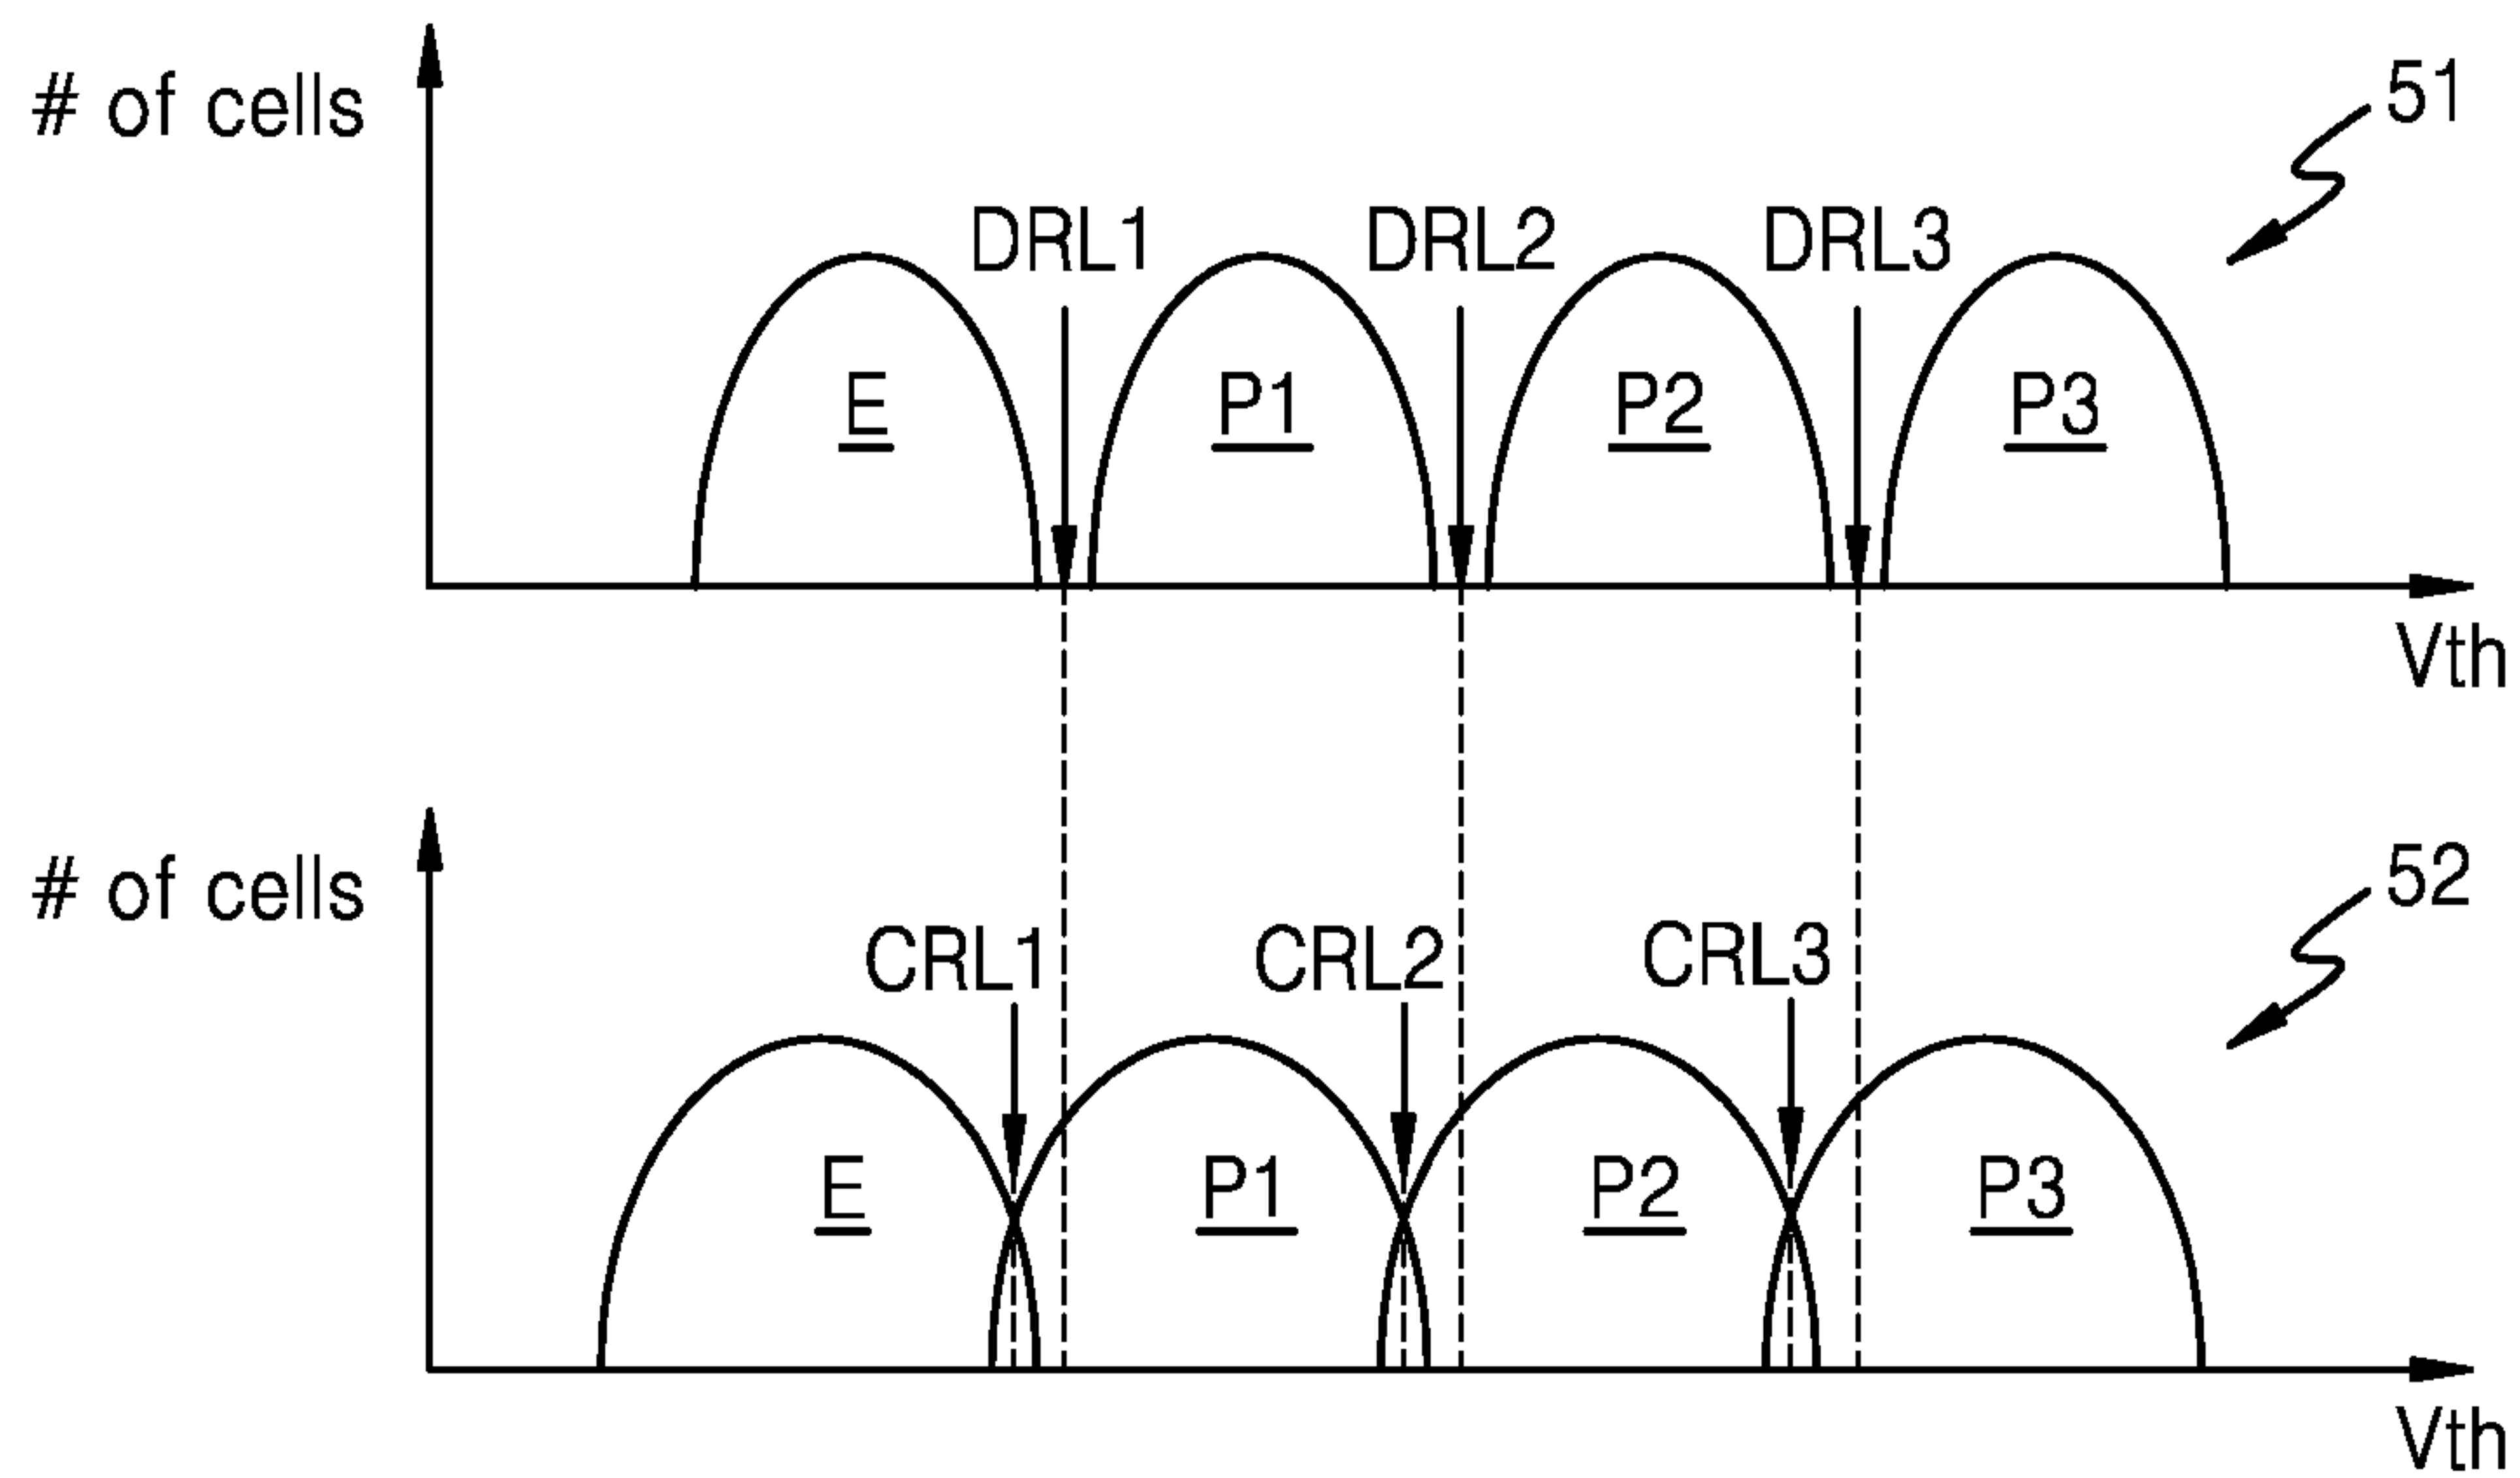 # of cells
51
DRL1 DRL2 DRL3
E P1 P2 P3
Vth
# of cells
52
CRL1 CRL2 CRL3
E P1 P2 P3
Vth